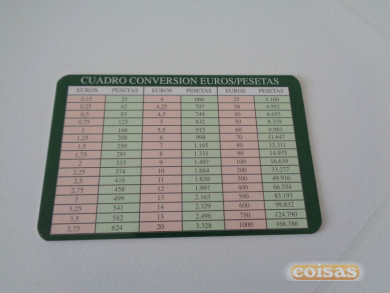 CUADRO CONVERSION EUROS/PESETAS
EUROS PESETAS EUROS PESETAS EUROS PESETAS
0,15 25 4 666 25 4.160
0,25 42 4,25 707 30 4.992
0,5 83 4,5 749 40 6.655
0,75 125 5 832 50 8.319
1 166 5,5 915 60 9.983
1,25 208 6 998 70 11.647
1,5 250 7 1.165 80 13.311
1,75 291 8 1.331 90 14.975
2 333 9 1.497 100 16.639
2,25 374 10 1.664 200 33.277
2,5 416 11 1.830 300 49.916
2,75 458 12 1.997 400 66.554
3 499 13 2.163 500 83.193
3,25 541 14 2.329 600 99.832
3,5 582 15 2.496 750 124.790
3,75 624 20 3.328 1000 166.386
coisas